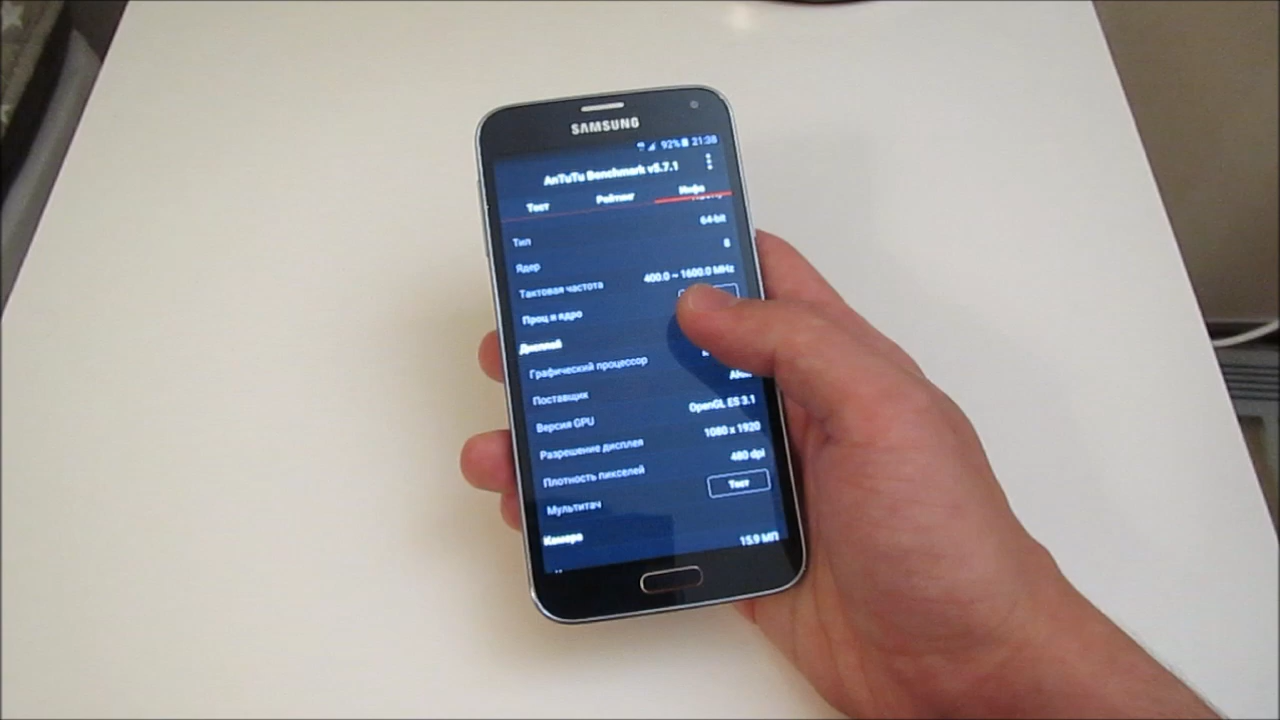 SAMSUNG
92% 21:38
AnTuTu Benchmark v5.7.1
Тест Рейтинг Инфо
Тип 64-bit
Ядер 8
Тактовая частота 400.0 ~ 1600.0 MHz
Проц и ядро
Дисплей
Графический процессор
Поставщик
Версия GPU OpenGL ES 3.1
Разрешение дисплея 1080 x 1920
Плотность пикселей 480 dpi
Мультитач Тест
Камера
15.9 МП